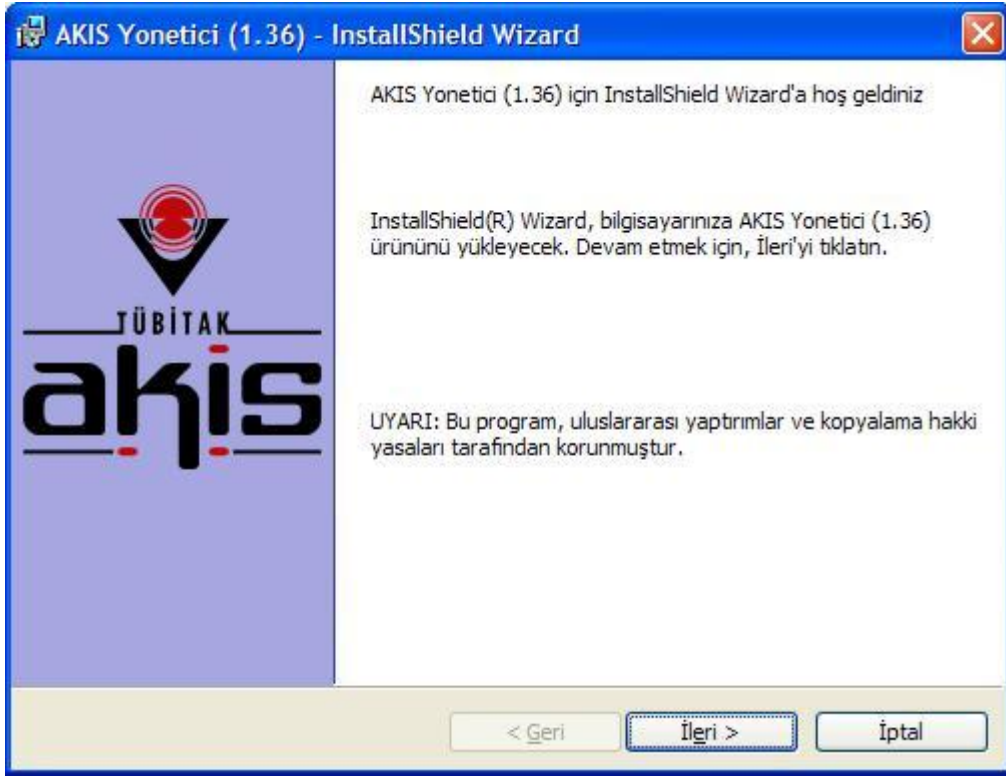 AKIS Yonetici (1.36) - InstallShield Wizard
AKIS Yonetici (1.36) için InstallShield Wizard'a hoş geldiniz
InstallShield(R) Wizard, bilgisayarınıza AKIS Yonetici (1.36)
ürününü yükleyecek. Devam etmek için, İleri'yi tıklatın.
TÜBİTAK
akis
UYARI: Bu program, uluslararası yaptırımlar ve kopyalama hakki
yasaları tarafından korunmuştur.
< Geri
İleri >
İptal